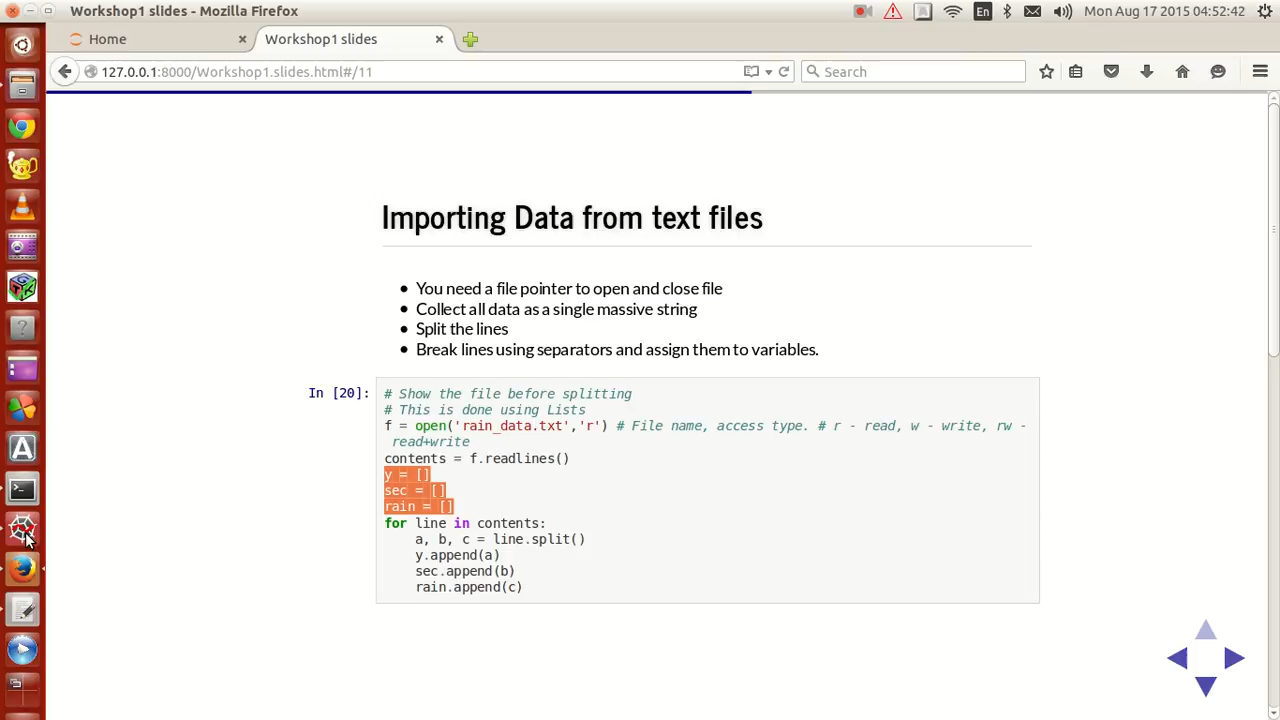 Workshop1 slides - Mozilla Firefox
En
Mon Aug 17 2015 04:52:42
Home
Workshop1 slides
127.0.0.1:8000/Workshop1.slides.html#/11
Search
Importing Data from text files
• You need a file pointer to open and close file
• Collect all data as a single massive string
• Split the lines
• Break lines using separators and assign them to variables.
In [20]:
# Show the file before splitting
# This is done using Lists
f = open('rain_data.txt','r') # File name, access type. # r - read, w - write, rw -
read+write
contents = f.readlines()
y = []
sec = []
rain = []
for line in contents:
    a, b, c = line.split()
    y.append(a)
    sec.append(b)
    rain.append(c)